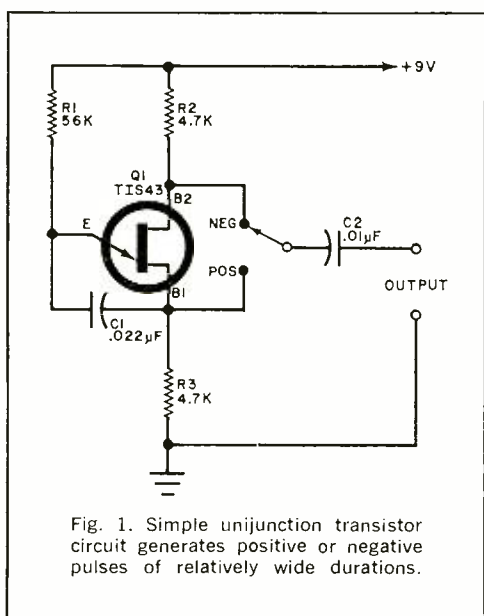 +9V
R1
56K
R2
4.7K
Q1
TIS43
B2
E
NEG
C2
.01µF
POS
OUTPUT
B1
C1
.022µF
R3
4.7K
Fig. 1. Simple unijunction transistor
circuit generates positive or negative
pulses of relatively wide durations.